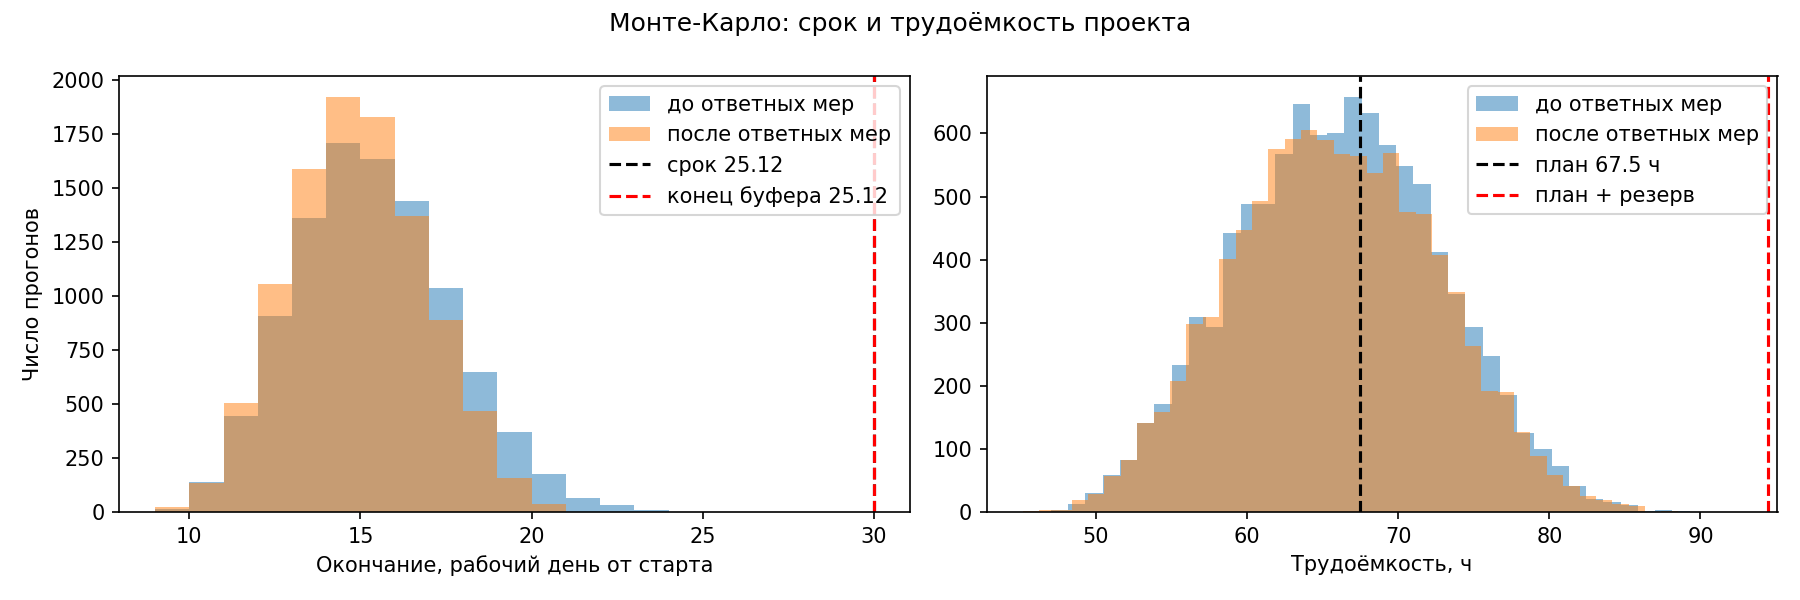 Монте-Карло: срок и трудоёмкость проекта
Число прогонов
2000
1750
1500
1250
1000
750
500
250
0
10
15
20
25
30
Окончание, рабочий день от старта
до ответных мер
после ответных мер
срок 25.12
конец буфера 25.12
600
500
400
300
200
100
0
50
60
70
80
90
Трудоёмкость, ч
до ответных мер
после ответных мер
план 67.5 ч
план + резерв